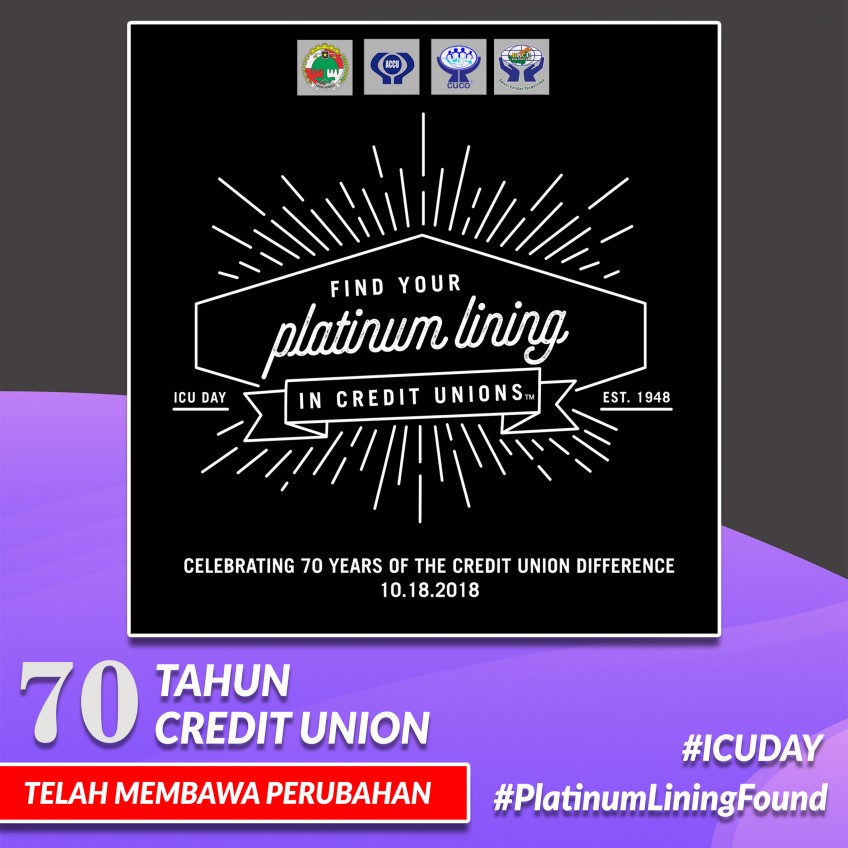 ACCU
CUCO
FIND YOUR
platinum lining
IN CREDIT UNIONS™
ICU DAY
EST. 1948
CELEBRATING 70 YEARS OF THE CREDIT UNION DIFFERENCE
10.18.2018
70 TAHUN
CREDIT UNION
TELAH MEMBAWA PERUBAHAN
#ICUDAY
#PlatinumLiningFound